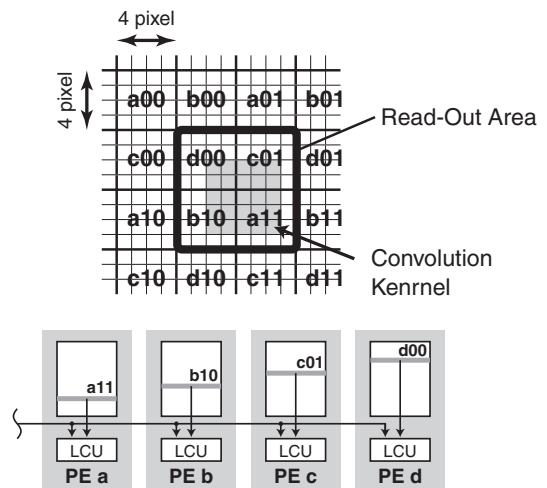 4 pixel
4 pixel
a00 b00 a01 b01
Read-Out Area
c00 d00 c01 d01
a10 b10 a11 b11
Convolution
Kenrnel
c10 d10 c11 d11
a11 b10 c01 d00
LCU LCU LCU LCU
PE a PE b PE c PE d